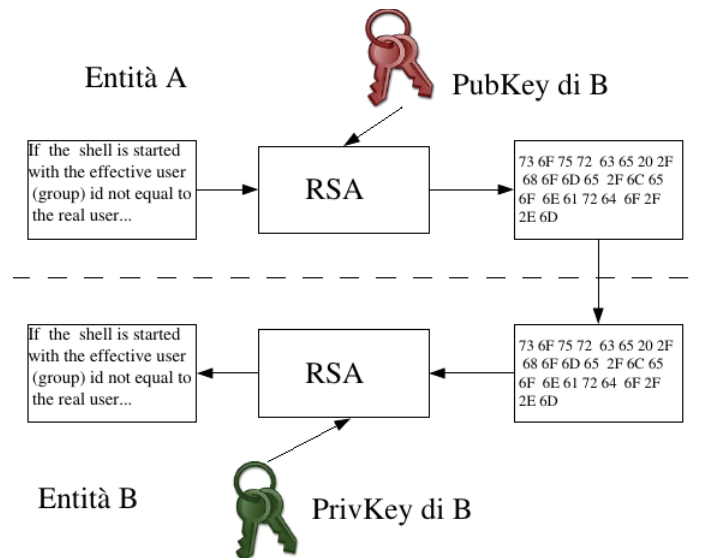 Entità A
PubKey di B
If the shell is started
with the effective user
(group) id not equal to
the real user...
RSA
73 6F 75 72 63 65 20 2F
68 6F 6D 65 2F 6C 65
6F 6E 61 72 64 6F 2F
2E 6D
If the shell is started
with the effective user
(group) id not equal to
the real user...
RSA
73 6F 75 72 63 65 20 2F
68 6F 6D 65 2F 6C 65
6F 6E 61 72 64 6F 2F
2E 6D
Entità B
PrivKey di B